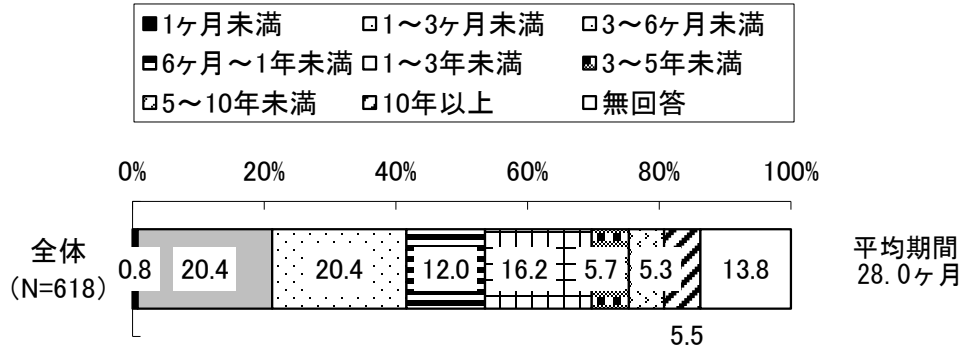 ■1ヶ月未満 □1～3ヶ月未満 □3～6ヶ月未満
6ヶ月～1年未満 □1～3年未満 3～5年未満
5～10年未満 10年以上 □無回答
0% 20% 40% 60% 80% 100%
全体
(N=618)
0.8 20.4 20.4 12.0 16.2 5.7 5.3 13.8
5.5
平均期間
28.0ヶ月